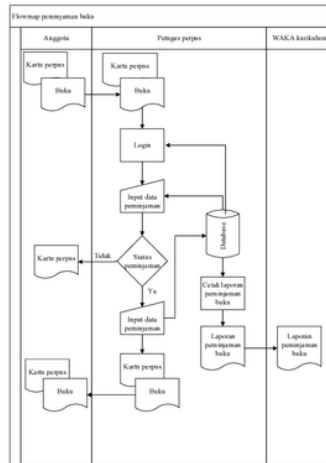 Flowmap peminjaman buku
Anggota
Petugas perpus
WAKA kurikulum
Kartu perpus
Buku
Kartu perpus
Buku
Login
Input data
peminjaman
Database
Status
peminjaman
Tidak
Kartu perpus
Ya
Input data
peminjaman
Cetak laporan
peminjaman
buku
Laporan
peminjaman
buku
Laporan
peminjaman
buku
Kartu perpus
Buku
Kartu perpus
Buku